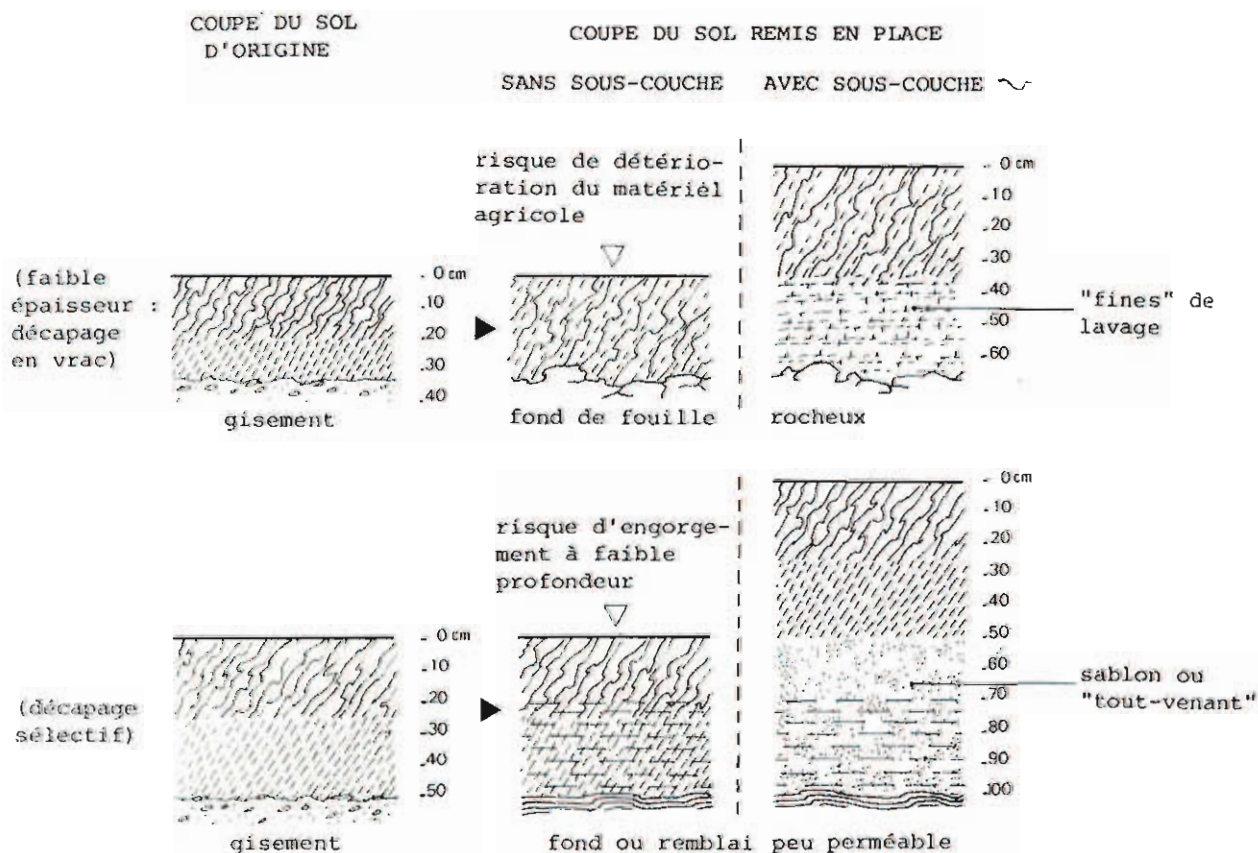 COUPE DU SOL
D'ORIGINE
COUPE DU SOL REMIS EN PLACE
SANS SOUS-COUCHE
AVEC SOUS-COUCHE
risque de détério-
ration du matériel
agricole
(faible
épaisseur :
décapage
en vrac)
- 0 cm
.10
.20
.30
.40
- 0 cm
.10
.20
.30
.40
.50
.60
"fines" de
lavage
gisement
fond de fouille
rocheux
risque d'engorge-
ment à faible
profondeur
(décapage
sélectif)
- 0 cm
.10
.20
.30
.40
.50
- 0 cm
.10
.20
.30
.40
.50
.60
.70
.80
.90
.100
sablon ou
"tout-venant"
gisement
fond ou remblai peu perméable